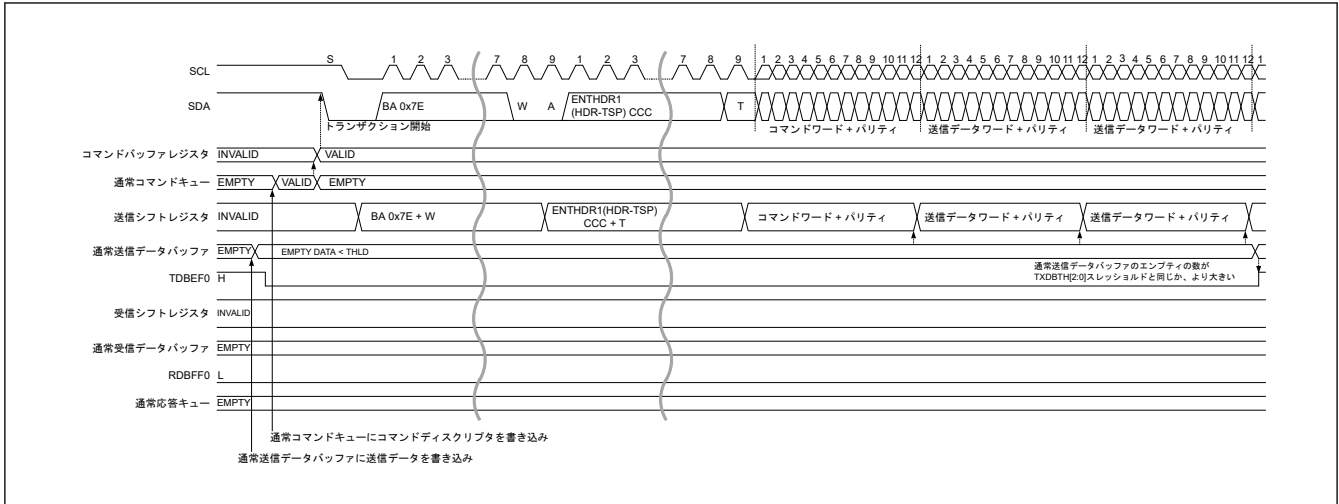 S 1 2 3 7 8 9 1 2 3 7 8 9 1 2 3 4 5 6 7 8 9 10 11 12 1 2 3 4 5 6 7 8 9 10 11 12 1 2 3 4 5 6 7 8 9 10 11 12 1
SCL
SDA BA 0x7E W A ENTHDR1 T
(HDR-TSP) CCC
トランザクション開始 コマンドワード + パリティ 送信データワード + パリティ 送信データワード + パリティ
コマンドバッファレジスタ INVALID VALID
通常コマンドキュー EMPTY VALID EMPTY
送信シフトレジスタ INVALID BA 0x7E + W ENTHDR1(HDR-TSP) コマンドワード + パリティ 送信データワード + パリティ 送信データワード + パリティ
CCC + T
通常送信データバッファ EMPTY EMPTY DATA < THLD
通常送信データバッファのエンプティの数が
TXDBTH[2:0]スレッショルドと同じか、より大きい
TDBEF0 H
受信シフトレジスタ INVALID
通常受信データバッファ EMPTY
RDBFF0 L
通常応答キュー EMPTY
通常コマンドキューにコマンドディスクリプタを書き込み
通常送信データバッファに送信データを書き込み